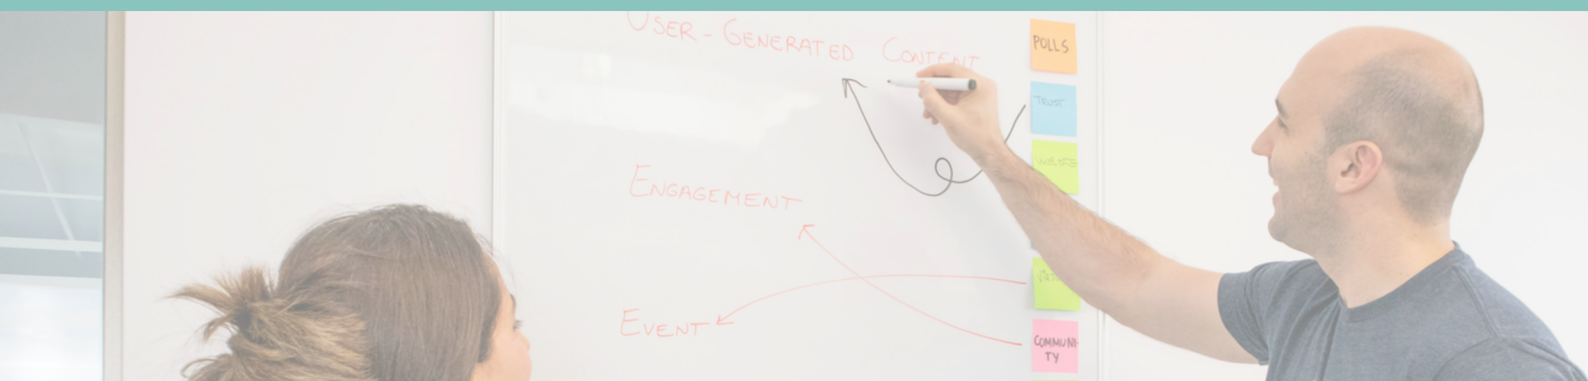 USER-GENERATED CONTENT
POLLS
TRUST
ENGAGEMENT
EVENT
COMMUNI-
TY